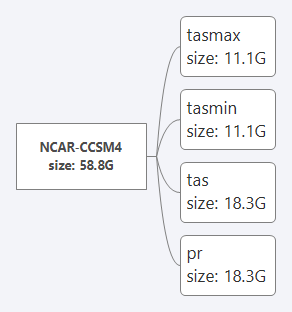 NCAR-CCSM4
size: 58.8G
tasmax
size: 11.1G
tasmin
size: 11.1G
tas
size: 18.3G
pr
size: 18.3G